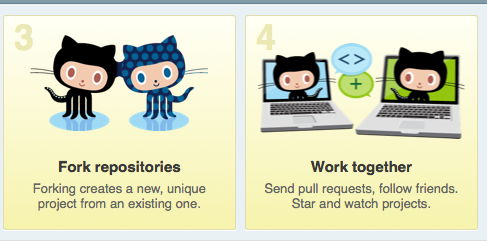 3
Fork repositories
Forking creates a new, unique
project from an existing one.
4
<>
+
Work together
Send pull requests, follow friends.
Star and watch projects.